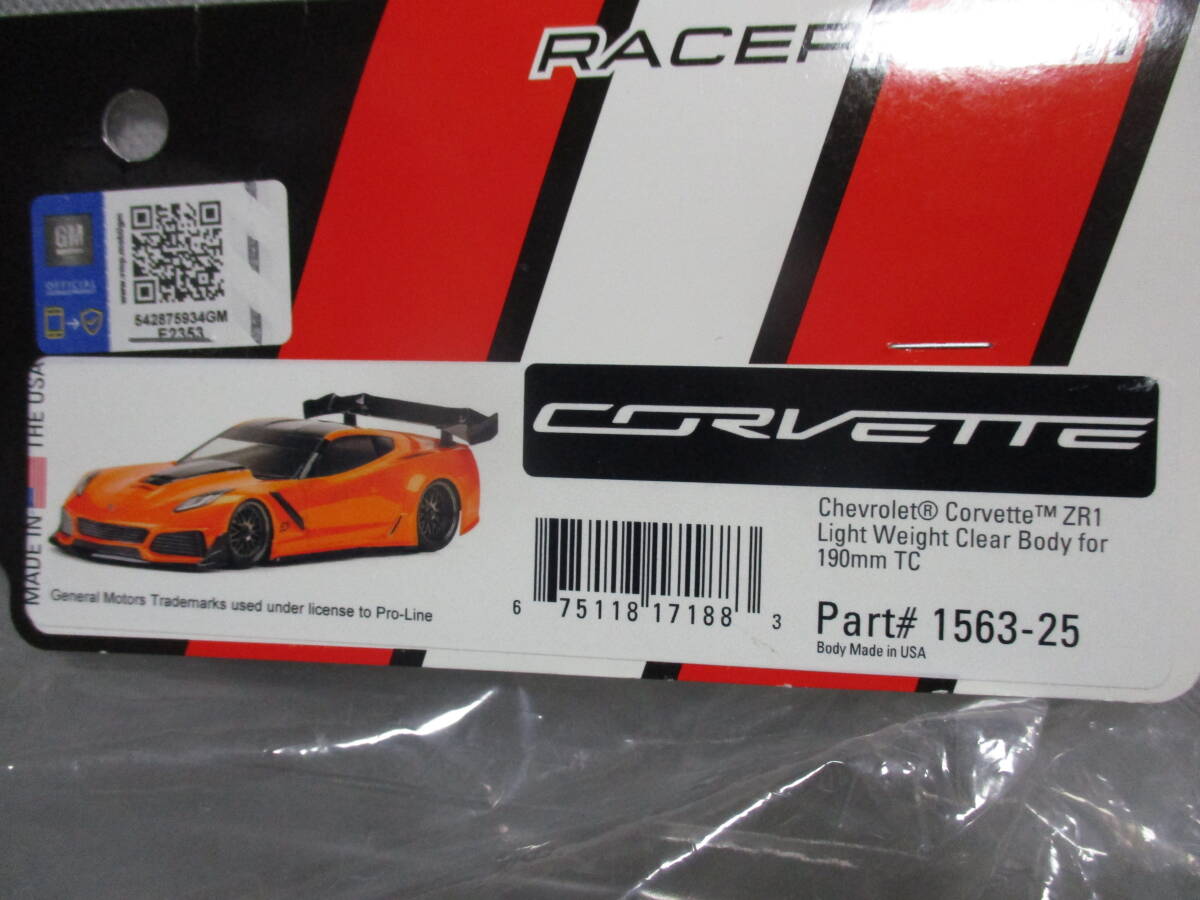 GM
OFFICIAL
542875934GM
E2353
MADE IN THE USA
CORVETTE
Chevrolet® Corvette™ ZR1
Light Weight Clear Body for
190mm TC
General Motors Trademarks used under license to Pro-Line
6 75118 17188 3
Part# 1563-25
Body Made in USA